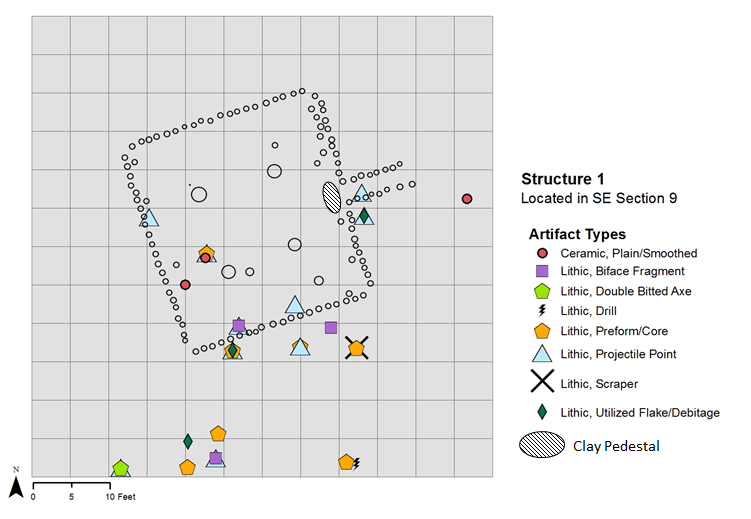 Structure 1
Located in SE Section 9
Artifact Types
Ceramic, Plain/Smoothed
Lithic, Biface Fragment
Lithic, Double Bitted Axe
Lithic, Drill
Lithic, Preform/Core
Lithic, Projectile Point
Lithic, Scraper
Lithic, Utilized Flake/Debitage
Clay Pedestal
N
0 5 10 Feet